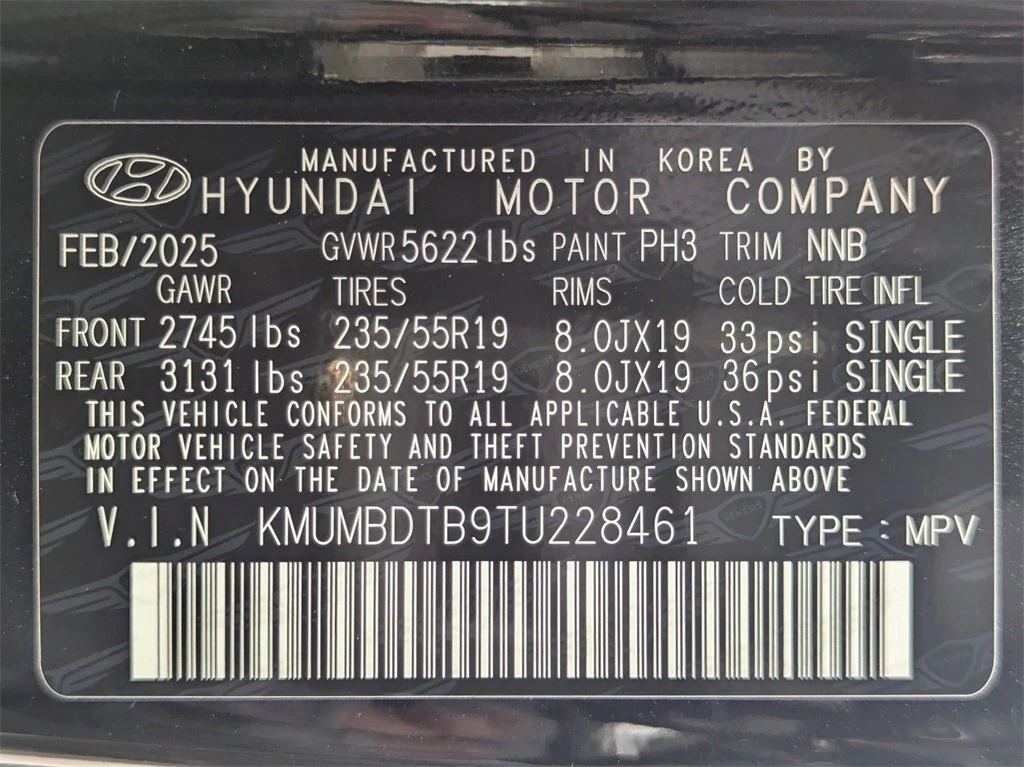 MANUFACTURED IN KOREA BY
HYUNDAI MOTOR COMPANY
FEB/2025 GVWR 5622 lbs PAINT PH3 TRIM NNB
GAWR TIRES RIMS COLD TIRE INFL
FRONT 2745 lbs 235/55R19 8.0JX19 33psi SINGLE
REAR 3131 lbs 235/55R19 8.0JX19 36psi SINGLE
THIS VEHICLE CONFORMS TO ALL APPLICABLE U.S.A. FEDERAL
MOTOR VEHICLE SAFETY AND THEFT PREVENTION STANDARDS
IN EFFECT ON THE DATE OF MANUFACTURE SHOWN ABOVE
V.I.N KMUMBDTB9TU228461 TYPE : MPV
GENESIS